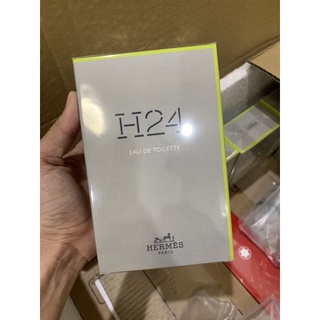 H24
EAU DE TOILETTE
HERMÈS
PARIS